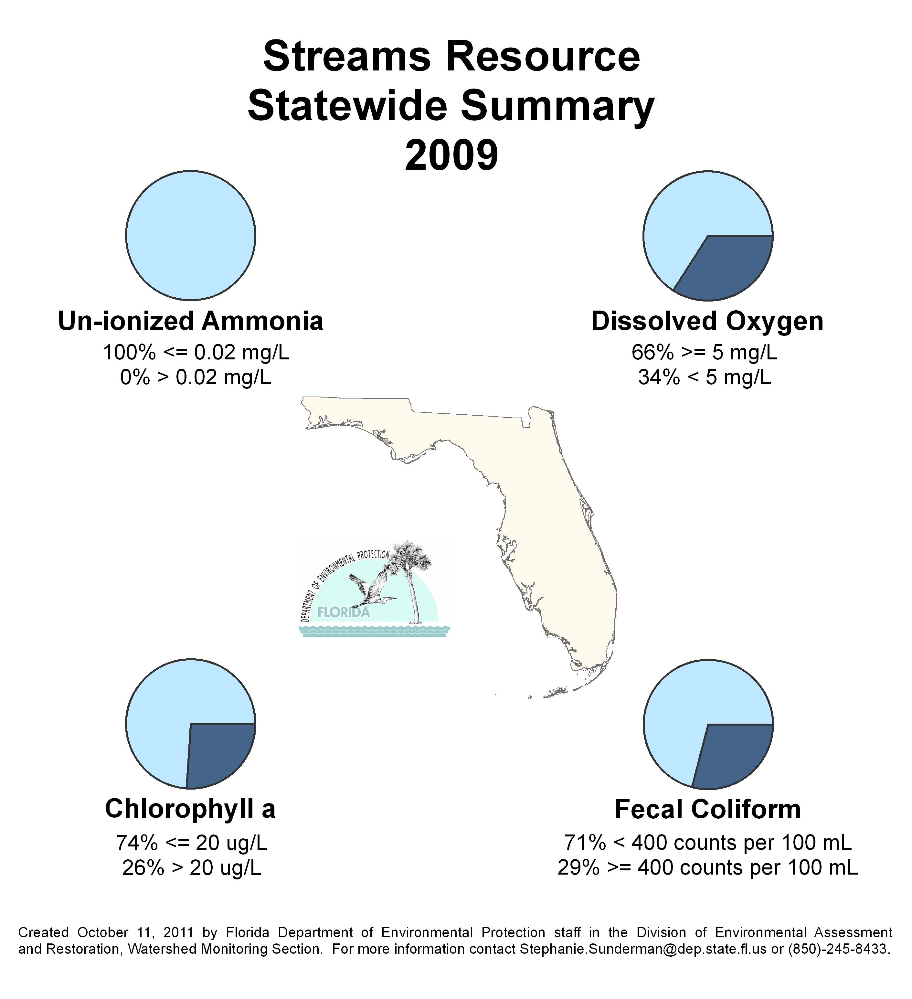 Streams Resource
Statewide Summary
2009
Un-ionized Ammonia
100% <= 0.02 mg/L
0% > 0.02 mg/L
Dissolved Oxygen
66% >= 5 mg/L
34% < 5 mg/L
DEPARTMENT OF ENVIRONMENTAL PROTECTION
FLORIDA
Chlorophyll a
74% <= 20 ug/L
26% > 20 ug/L
Fecal Coliform
71% < 400 counts per 100 mL
29% >= 400 counts per 100 mL
Created October 11, 2011 by Florida Department of Environmental Protection staff in the Division of Environmental Assessment
and Restoration, Watershed Monitoring Section.  For more information contact Stephanie.Sunderman@dep.state.fl.us or (850)-245-8433.